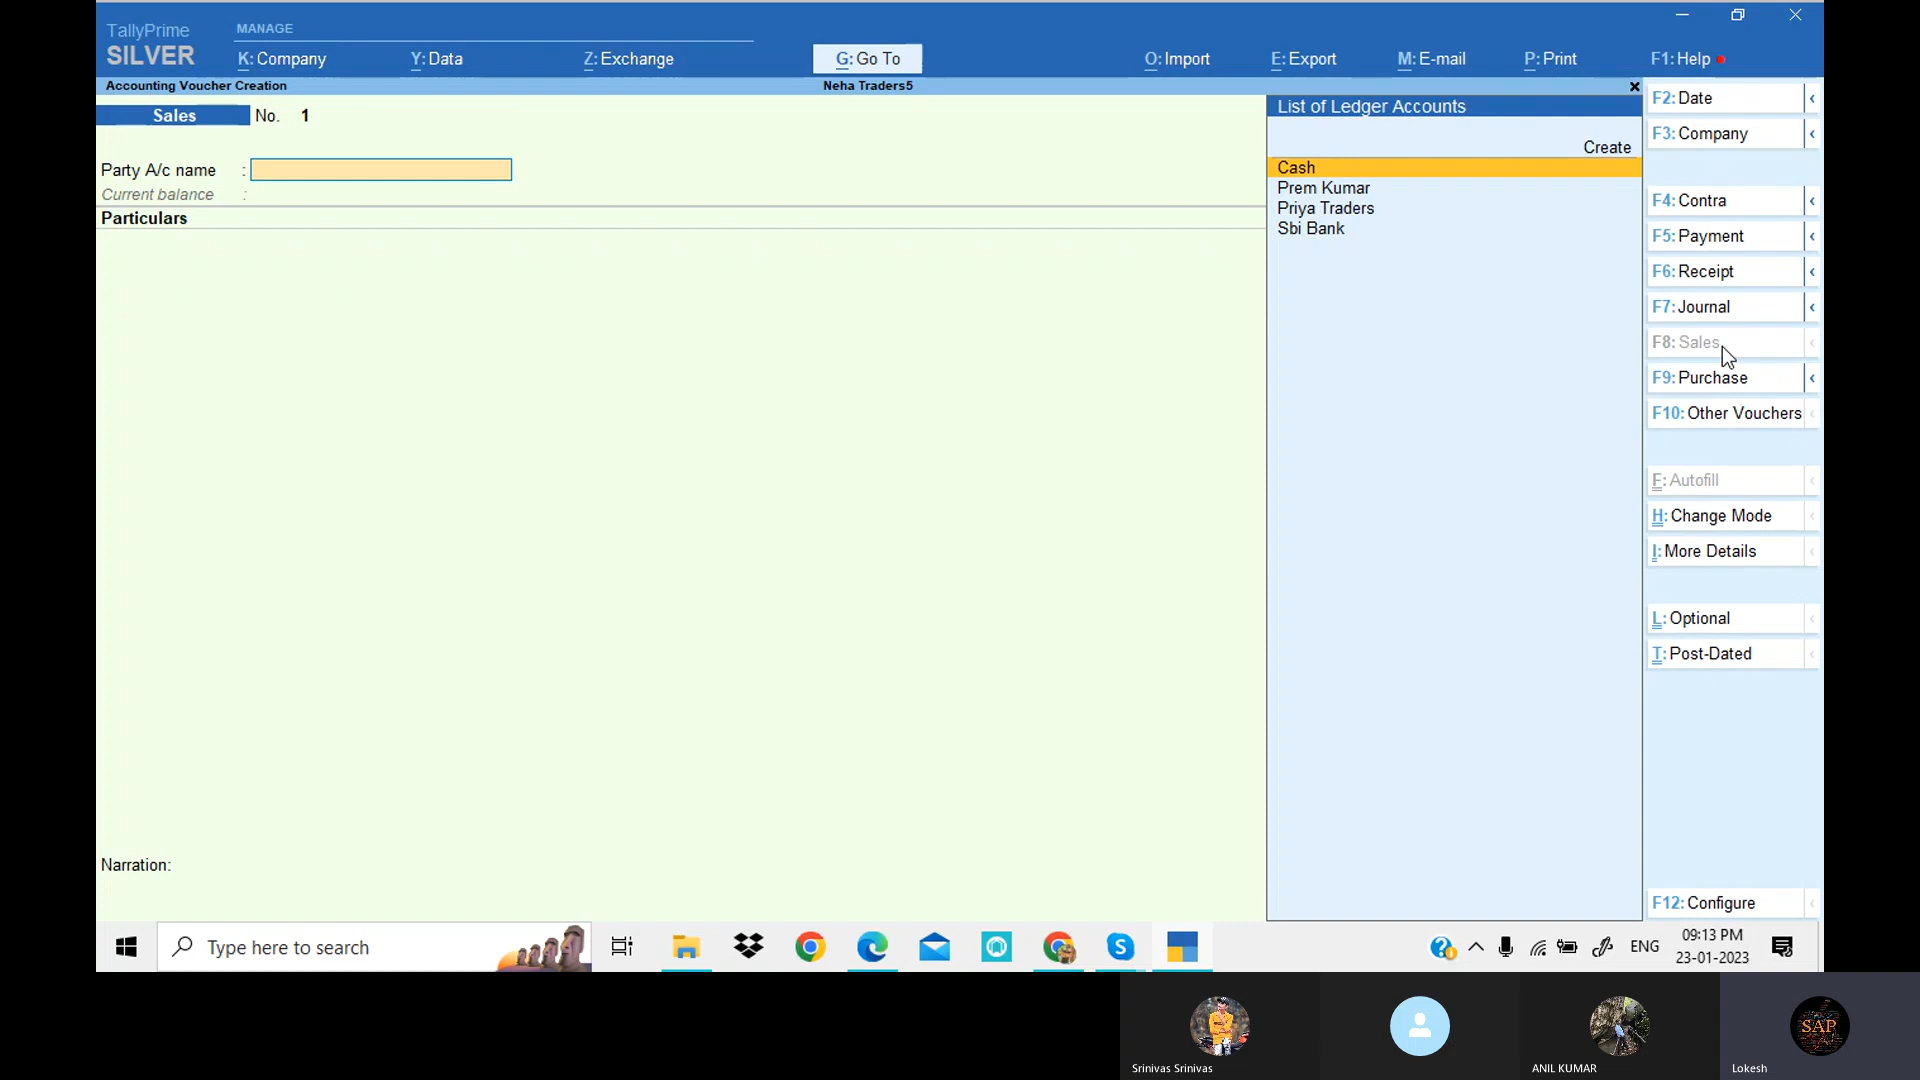 TallyPrime
SILVER
MANAGE
K: Company
Y: Data
Z: Exchange
G: Go To
O: Import
E: Export
M: E-mail
P: Print
F1: Help
Accounting Voucher Creation
Neha Traders5
Sales No. 1
Party A/c name :
Current balance :
Particulars
Narration:
List of Ledger Accounts
Create
Cash
Prem Kumar
Priya Traders
Sbi Bank
F2: Date
F3: Company
F4: Contra
F5: Payment
F6: Receipt
F7: Journal
F8: Sales
F9: Purchase
F10: Other Vouchers
F: Autofill
H: Change Mode
I: More Details
L: Optional
T: Post-Dated
F12: Configure
Type here to search
ENG
09:13 PM
23-01-2023
Srinivas Srinivas
ANIL KUMAR
SAP
Lokesh